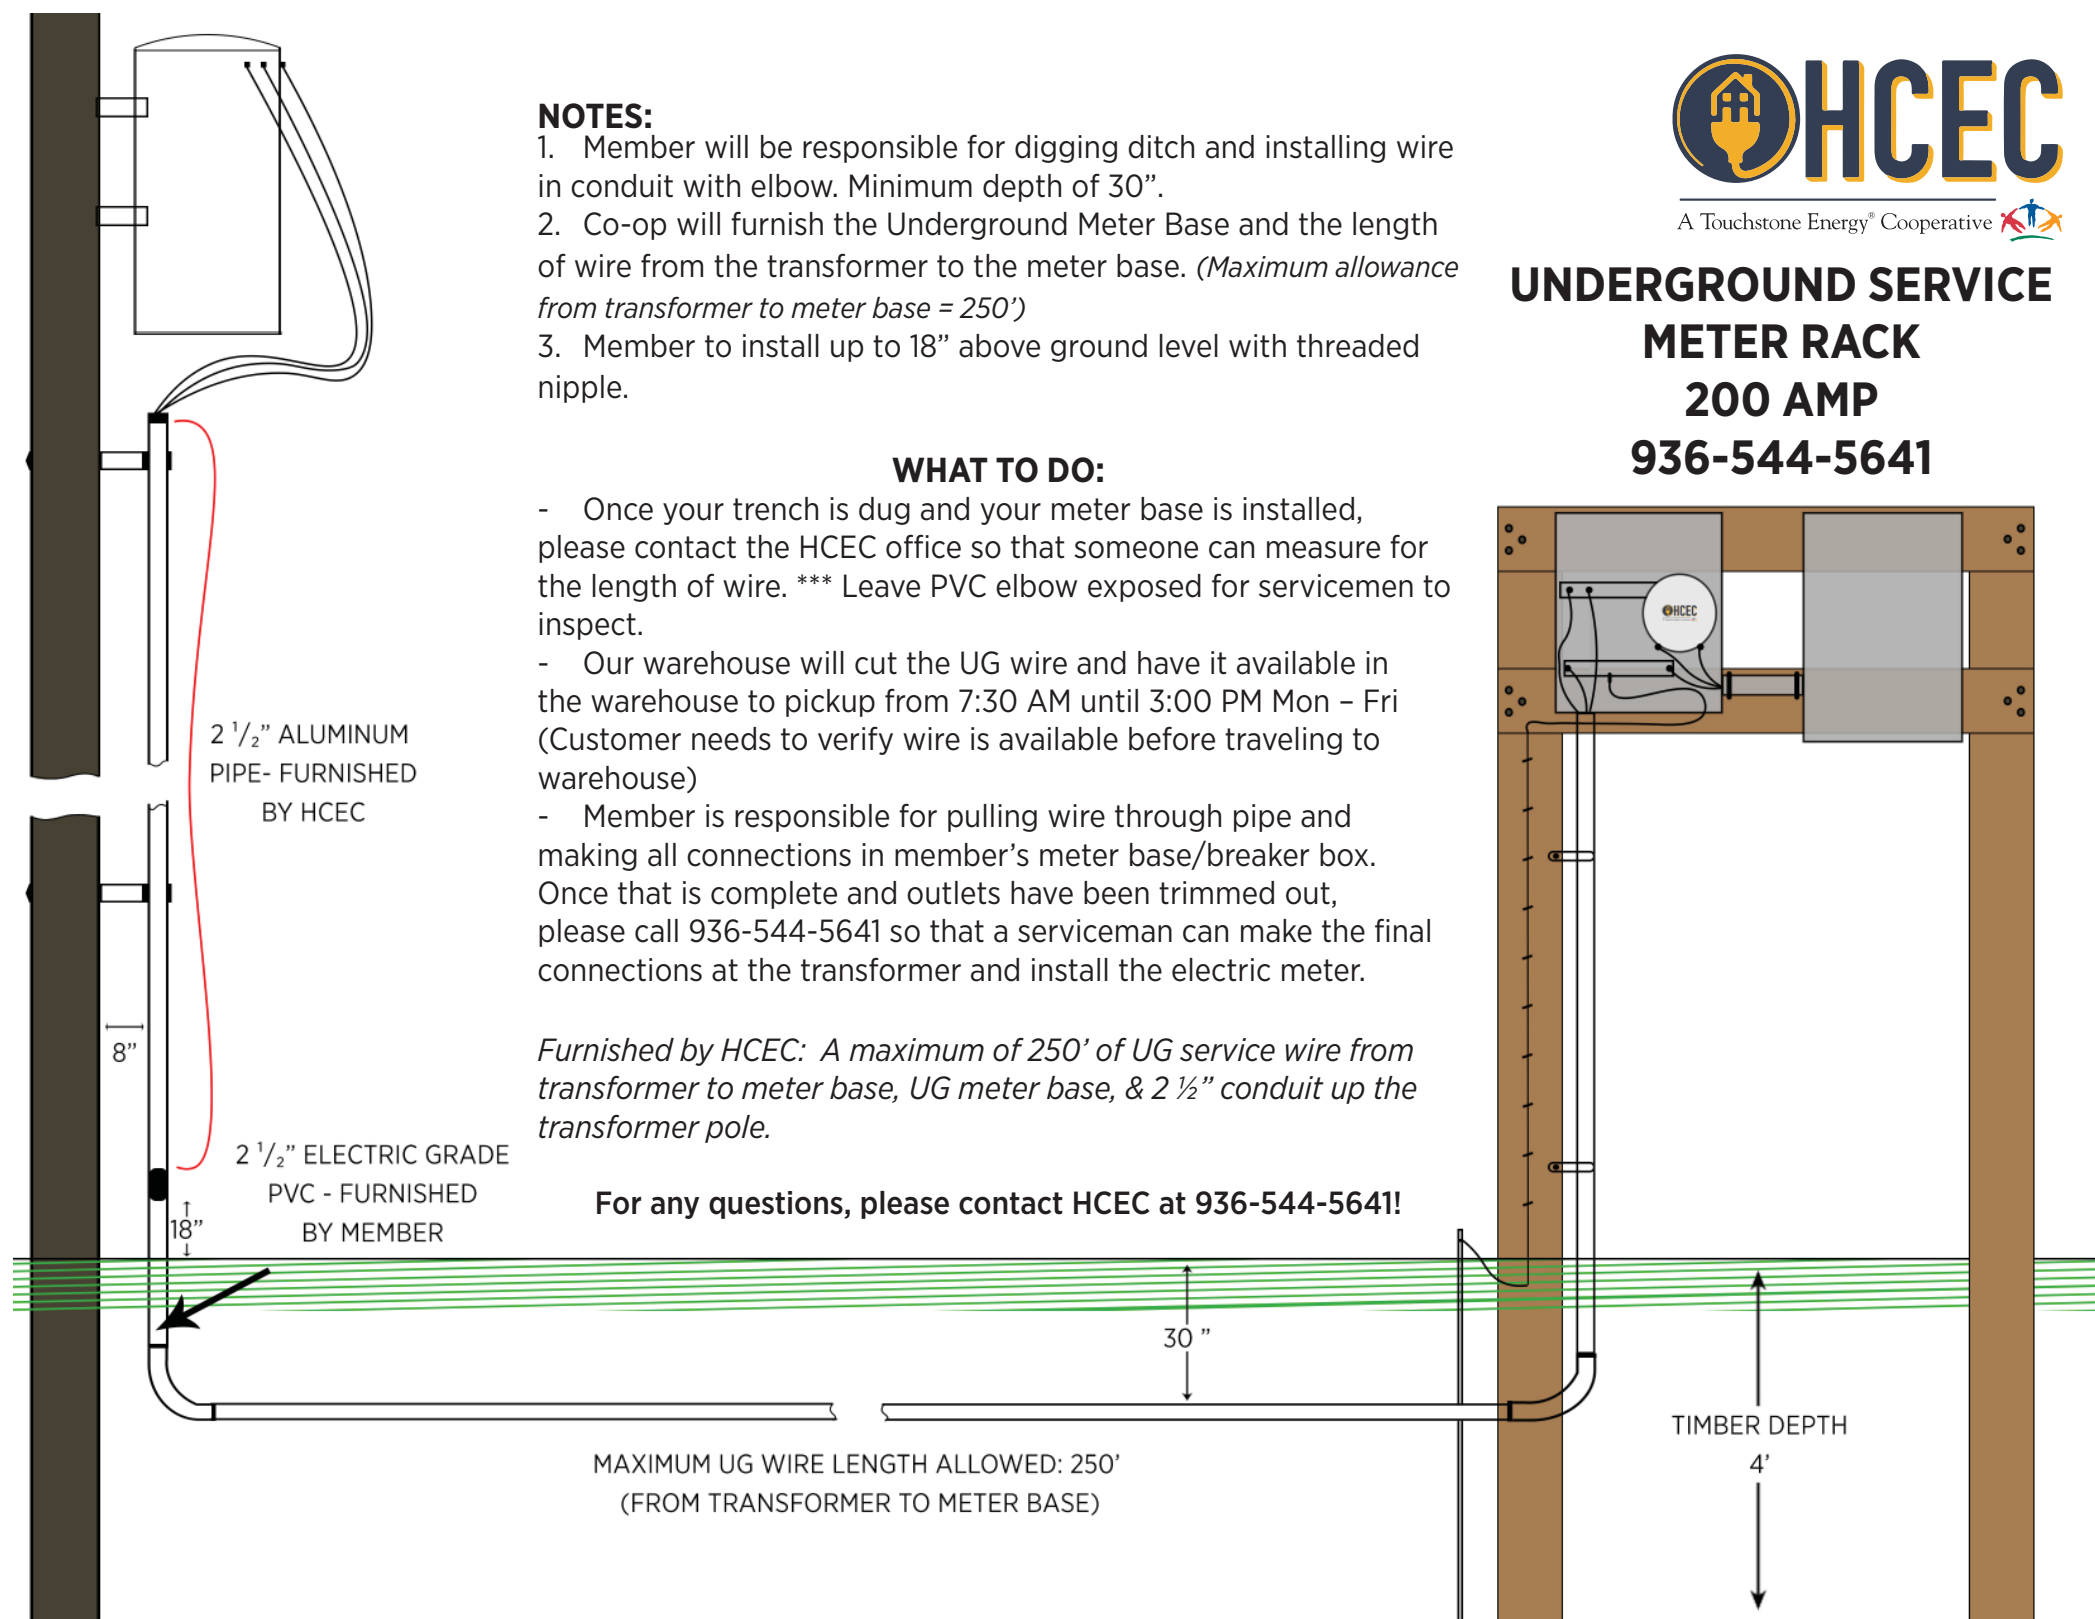 NOTES:
1. Member will be responsible for digging ditch and installing wire
in conduit with elbow. Minimum depth of 30”.
2. Co-op will furnish the Underground Meter Base and the length
of wire from the transformer to the meter base. (Maximum allowance
from transformer to meter base = 250’)
3. Member to install up to 18” above ground level with threaded
nipple.
WHAT TO DO:
- Once your trench is dug and your meter base is installed,
please contact the HCEC office so that someone can measure for
the length of wire. *** Leave PVC elbow exposed for servicemen to
inspect.
- Our warehouse will cut the UG wire and have it available in
the warehouse to pickup from 7:30 AM until 3:00 PM Mon – Fri
(Customer needs to verify wire is available before traveling to
warehouse)
- Member is responsible for pulling wire through pipe and
making all connections in member’s meter base/breaker box.
Once that is complete and outlets have been trimmed out,
please call 936-544-5641 so that a serviceman can make the final
connections at the transformer and install the electric meter.
Furnished by HCEC: A maximum of 250’ of UG service wire from
transformer to meter base, UG meter base, & 2 ½” conduit up the
transformer pole.
For any questions, please contact HCEC at 936-544-5641!
HCEC
A Touchstone Energy® Cooperative
UNDERGROUND SERVICE
METER RACK
200 AMP
936-544-5641
HCEC
2 1/2” ALUMINUM
PIPE- FURNISHED
BY HCEC
8”
2 1/2” ELECTRIC GRADE
PVC - FURNISHED
BY MEMBER
18”
30 ”
MAXIMUM UG WIRE LENGTH ALLOWED: 250’
(FROM TRANSFORMER TO METER BASE)
TIMBER DEPTH
4’